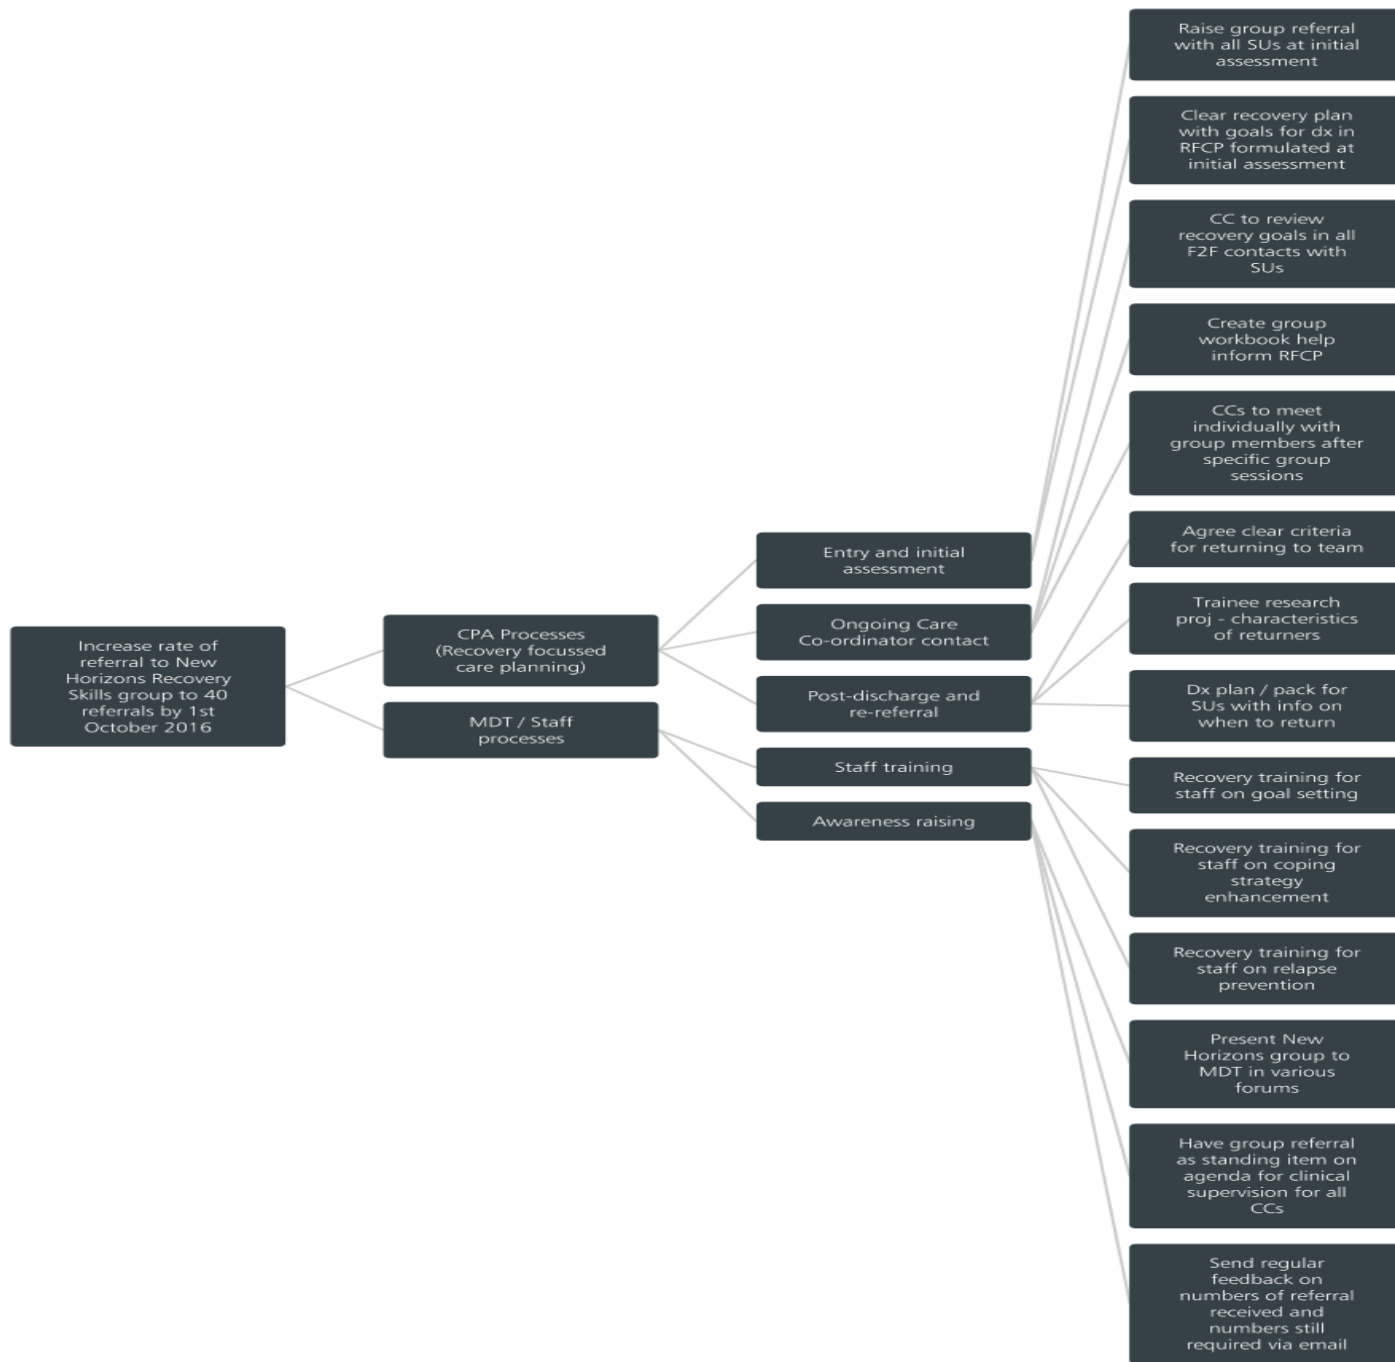 Increase rate of
referral to New
Horizons Recovery
Skills group to 40
referrals by 1st
October 2016
CPA Processes
(Recovery focussed
care planning)
MDT / Staff
processes
Entry and initial
assessment
Ongoing Care
Co-ordinator contact
Post-discharge and
re-referral
Staff training
Awareness raising
Raise group referral
with all SUs at initial
assessment
Clear recovery plan
with goals for dx in
RFCP formulated at
initial assessment
CC to review
recovery goals in all
F2F contacts with
SUs
Create group
workbook help
inform RFCP
CCs to meet
individually with
group members after
specific group
sessions
Agree clear criteria
for returning to team
Trainee research
proj - characteristics
of returners
Dx plan / pack for
SUs with info on
when to return
Recovery training for
staff on goal setting
Recovery training for
staff on coping
strategy
enhancement
Recovery training for
staff on relapse
prevention
Present New
Horizons group to
MDT in various
forums
Have group referral
as standing item on
agenda for clinical
supervision for all
CCs
Send regular
feedback on
numbers of referral
received and
numbers still
required via email